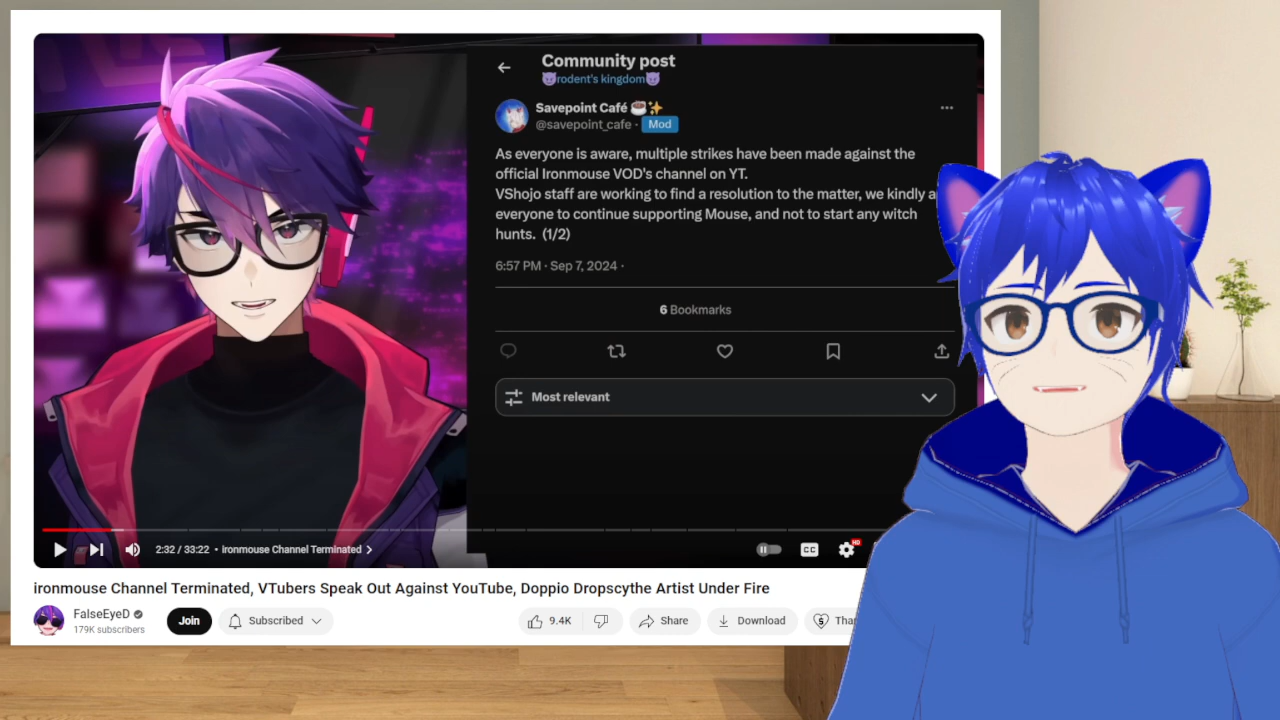 Community post
😈rodent's kingdom😈
Savepoint Café ☕✨
@savepoint_cafe · Mod
As everyone is aware, multiple strikes have been made against the
official Ironmouse VOD's channel on YT.
VShojo staff are working to find a resolution to the matter, we kindly
everyone to continue supporting Mouse, and not to start any witch
hunts. (1/2)
6:57 PM · Sep 7, 2024 ·
6 Bookmarks
Most relevant
2:32 / 33:22 · ironmouse Channel Terminated
CC
HD
ironmouse Channel Terminated, VTubers Speak Out Against YouTube, Doppio Dropscythe Artist Under Fire
FalseEyeD
179K subscribers
Join
Subscribed
9.4K
Share
Download